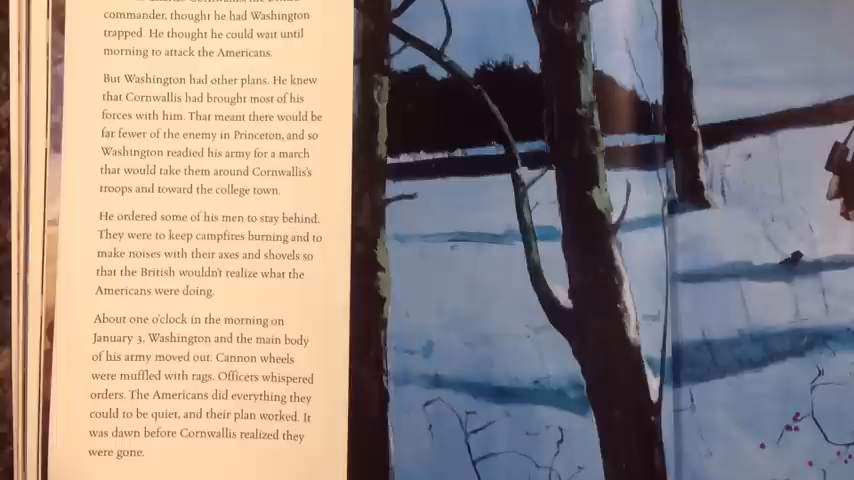 commander, thought he had Washington
trapped. He thought he could wait until
morning to attack the Americans.
But Washington had other plans. He knew
that Cornwallis had brought most of his
forces with him. That meant there would be
far fewer of the enemy in Princeton, and so
Washington readied his army for a march
that would take them around Cornwallis's
troops and toward the college town.
He ordered some of his men to stay behind.
They were to keep campfires burning and to
make noises with their axes and shovels so
that the British wouldn't realize what the
Americans were doing.
About one o'clock in the morning on
January 3, Washington and the main body
of his army moved out. Cannon wheels
were muffled with rags. Officers whispered
orders. The Americans did everything they
could to be quiet, and their plan worked. It
was dawn before Cornwallis realized they
were gone.